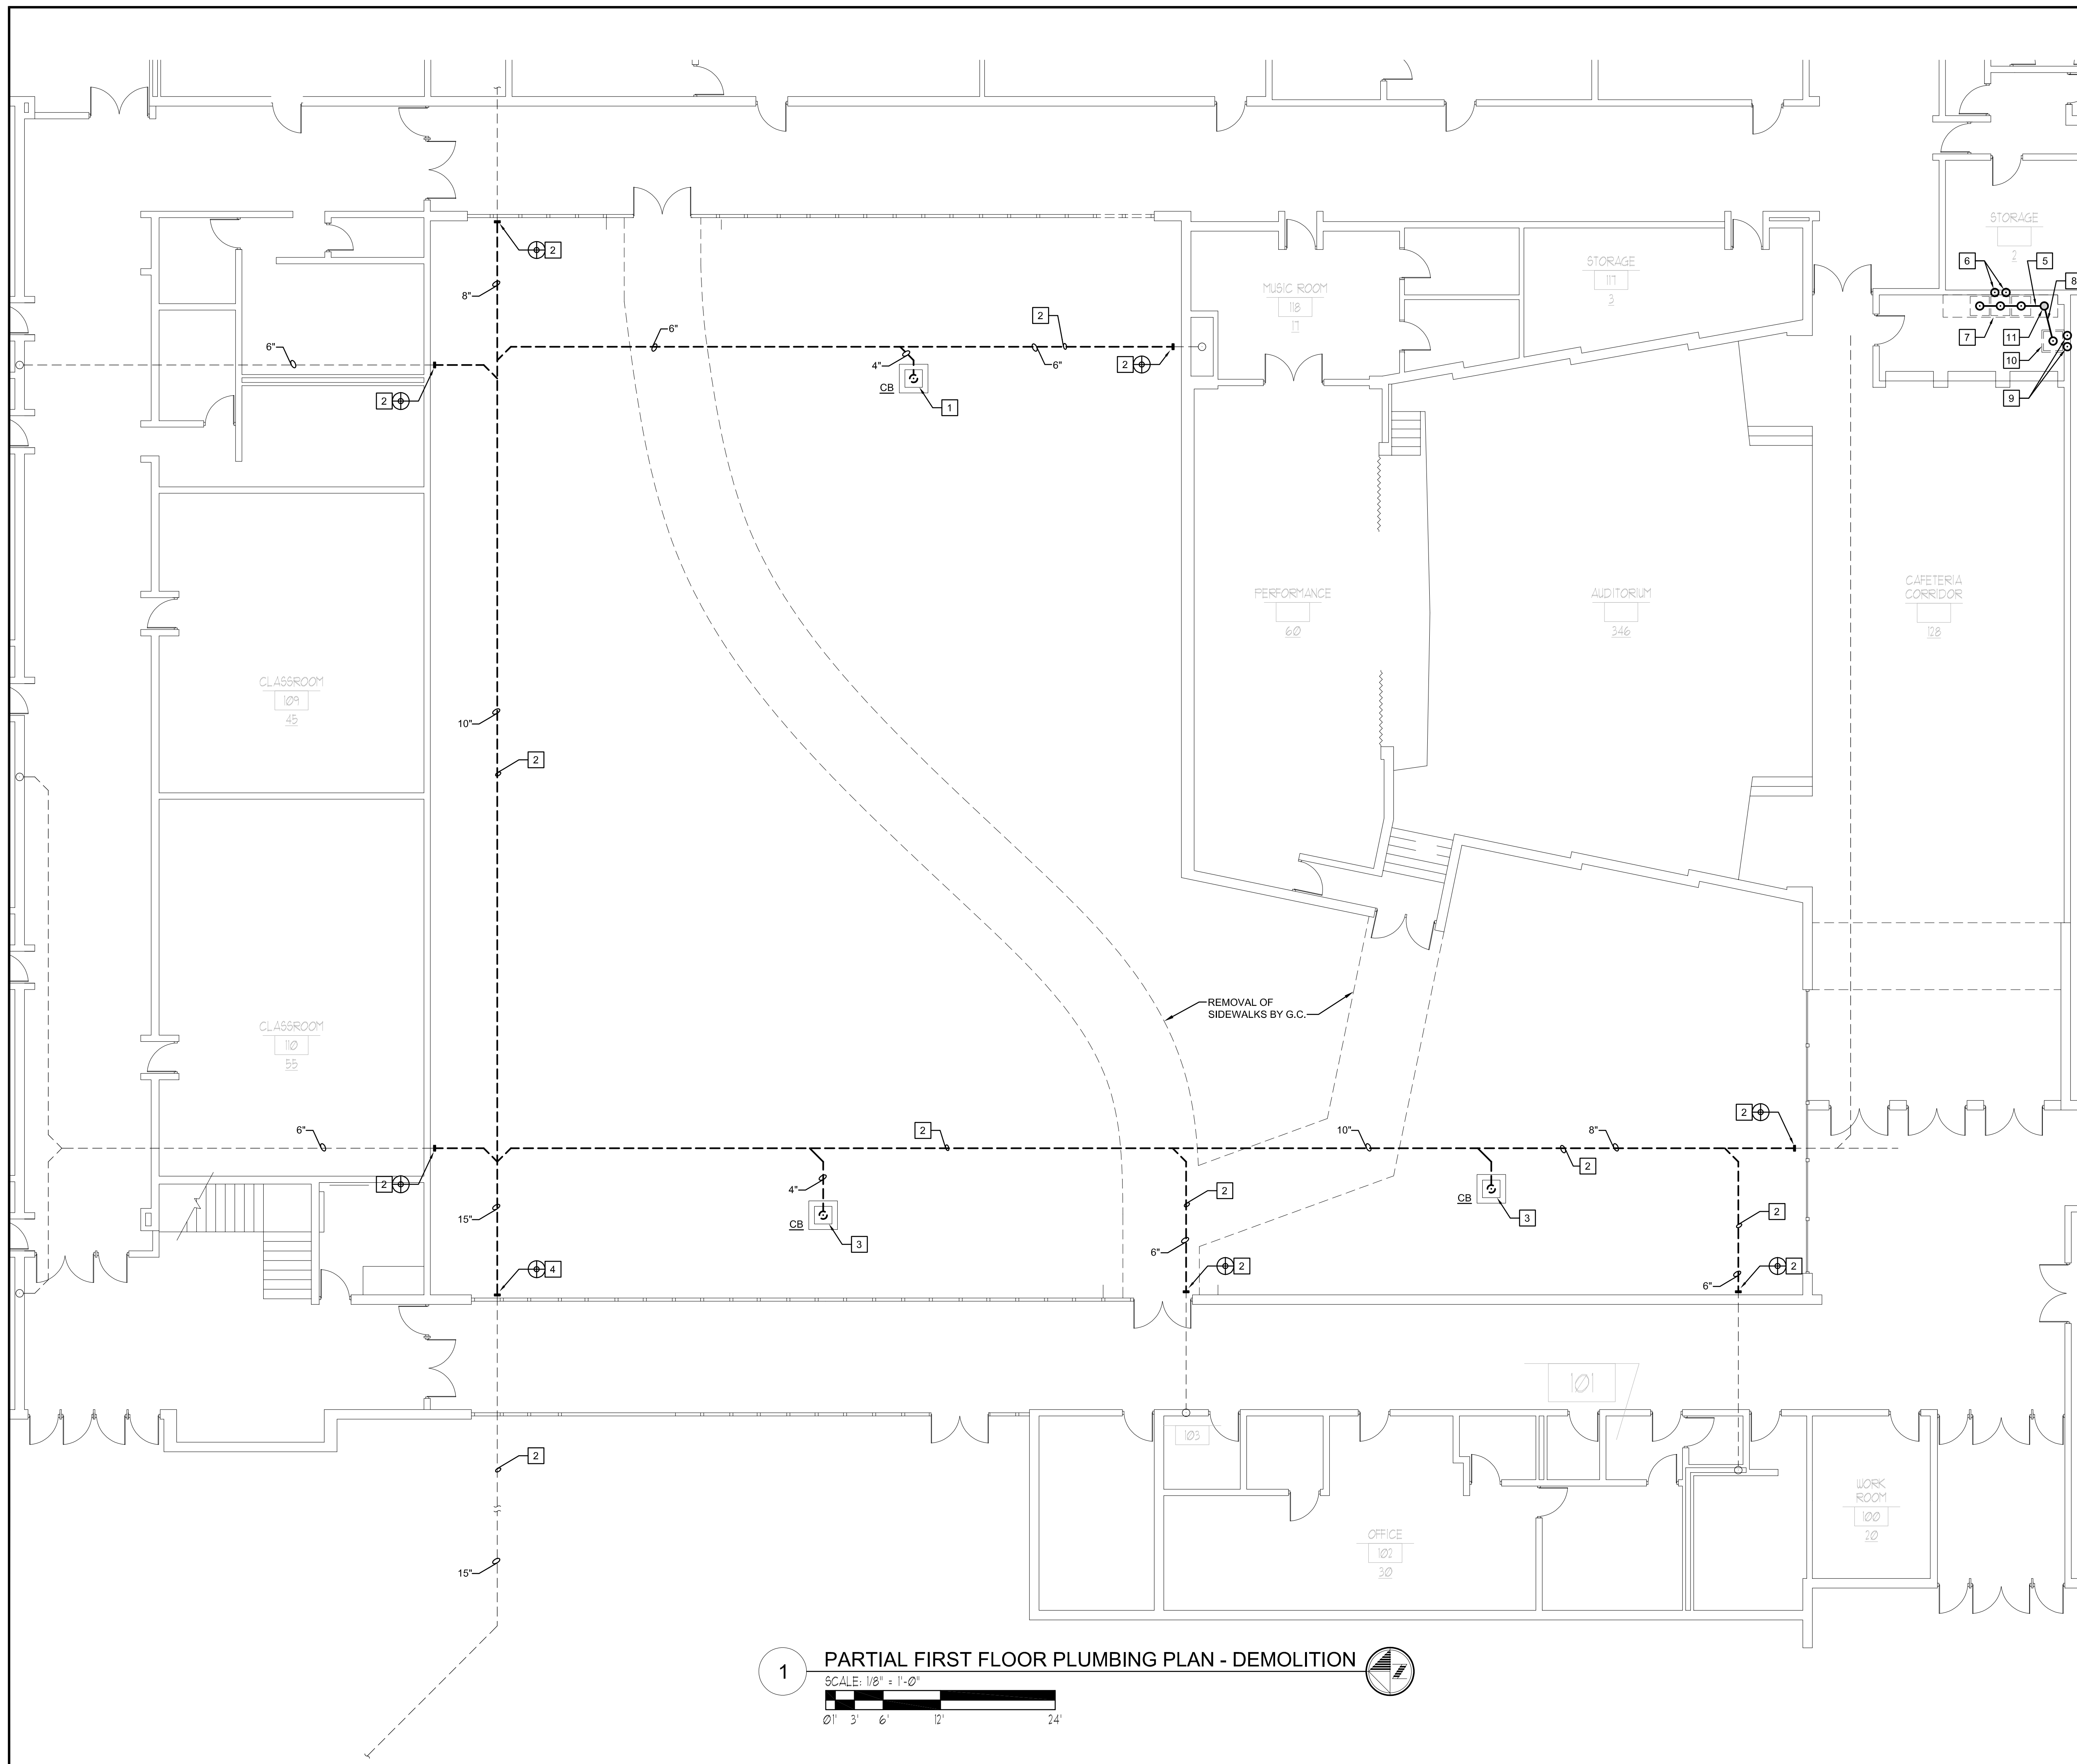 STORAGE
2
6
5
8
7
11
10
9
2
8"
STORAGE
117
3
MUSIC ROOM
118
17
6"
2
6"
4"
6"
2
CB
1
2
PERFORMANCE
60
AUDITORIUM
346
CAFETERIA
CORRIDOR
128
CLASSROOM
109
45
10"
2
REMOVAL OF
SIDEWALKS BY G.C.
CLASSROOM
110
55
6"
2
10"
8"
2
2
2
4"
2
CB
2
15"
CB
3
3
2
6"
4
2
2
6"
101
103
2
WORK
ROOM
100
20
OFFICE
102
30
15"
1
PARTIAL FIRST FLOOR PLUMBING PLAN - DEMOLITION
SCALE: 1/8" = 1'-0"
0 1' 3' 6' 12' 24'